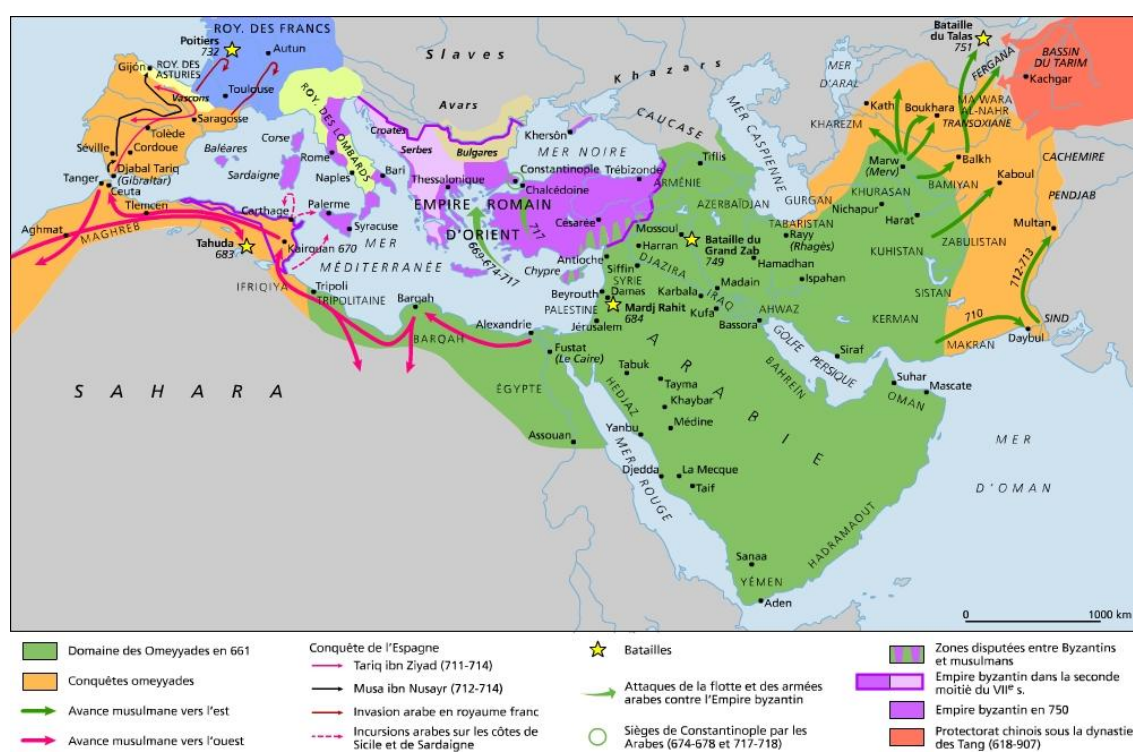 ROY. DES FRANCS
Poitiers
732
Autun
Gijón
ROY. DES
ASTURIES
Vascons
Toulouse
Saragosse
Tolède
Séville
Cordoue
Djabal Tariq
(Gibraltar)
Tanger
Ceuta
Tlemcen
Aghmat
MAGHREB
Tahuda
683
Baléares
Corse
Sardaigne
ROY. DES LOMBARDS
Rome
Naples
Bari
Carthage
Palerme
Syracuse
Kairouan 670
MER
MÉDITERRANÉE
IFRIQIYA
Tripoli
TRIPOLITAINE
Barqah
BARQAH
SAHARA
Slaves
Avars
Khazars
Croates
Serbes
Bulgares
Khersôn
MER NOIRE
CAUCASE
MER CASPIENNE
MER
D'ARAL
Thessalonique
Constantinople
Chalcédoine
Trébizonde
EMPIRE ROMAIN
D'ORIENT
717
669-674-717
Césarée
Antioche
Chypre
Tiflis
ARMÉNIE
AZERBAÏDJAN
Mossoul
Harran
Siffin
SYRIE
DJAZIRA
Bataille du
Grand Zab
749
Beyrouth
Damas
PALESTINE
Mardj Rahit
684
Jérusalem
Karbala
Kufa
IRAQ
Madain
Bassora
AHWAZ
Hamadhan
Ispahan
TABARISTAN
GURGAN
Rayy
(Rhagès)
Alexandrie
Fustat
(Le Caire)
ÉGYPTE
Assouan
ARABIE
Tabuk
Tayma
Khaybar
HEDJAZ
Médine
Yanbu
MER ROUGE
Djedda
La Mecque
Taif
Sanaa
YÉMEN
Aden
HADRAMAOUT
BAHREÏN
GOLFE PERSIQUE
Siraf
Suhar
Mascate
OMAN
MER
D'OMAN
Bataille
du Talas
751
FERGANA
BASSIN
DU TARIM
Kachgar
Kath
KHAREZM
Boukhara
MA WARA
AL-NAHR
TRANSOXIANE
Marw
(Merv)
Balkh
CACHEMIRE
KHURASAN
BAMIYAN
Kaboul
PENDJAB
Nichapur
Harat
Multan
KUHISTAN
ZABULISTAN
SISTAN
712-713
KERMAN
710
MAKRAN
SIND
Daybul
0 1000 km
Domaine des Omeyyades en 661
Conquêtes omeyyades
Avance musulmane vers l'est
Avance musulmane vers l'ouest
Conquête de l'Espagne
Tariq ibn Ziyad (711-714)
Musa ibn Nusayr (712-714)
Invasion arabe en royaume franc
Incursions arabes sur les côtes de
Sicile et de Sardaigne
Batailles
Attaques de la flotte et des armées
arabes contre l'Empire byzantin
Sièges de Constantinople par les
Arabes (674-678 et 717-718)
Zones disputées entre Byzantins
et musulmans
Empire byzantin dans la seconde
moitiè du VIIe s.
Empire byzantin en 750
Protectorat chinois sous la dynastie
des Tang (618-907)